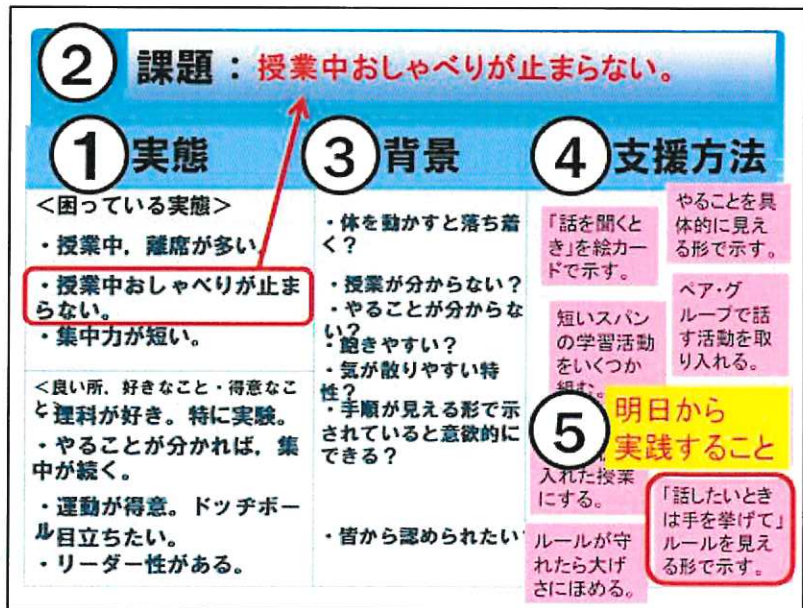 ② 課題：授業中おしゃべりが止まらない。
① 実態
＜困っている実態＞
・授業中，離席が多い。
・授業中おしゃべりが止ま
らない。
・集中力が短い。
＜良い所，好きなこと・得意なこ
と
理科が好き。特に実験。
・やることが分かれば，集
中が続く。
・運動が得意。ドッチボー
ル
目立ちたい。
・リーダー性がある。
③ 背景
・体を動かすと落ち着
く？
・授業が分からない？
・やることが分からな
い？
・飽きやすい？
・気が散りやすい特
性？
・手順が見える形で示
されていると意欲的に
できる？
・皆から認められたい
④ 支援方法
「話を聞くと
き」を絵カー
ドで示す。
やることを具
体的に見え
る形で示す。
短いスパン
の学習活動
をいくつか
組む。
ペア・グ
ループで話
す活動を取
り入れる。
⑤ 明日から
実践すること
入れた授業
にする。
ルールが守
れたら大げ
さにほめる。
「話したいとき
は手を挙げて」
ルールを見え
る形で示す。